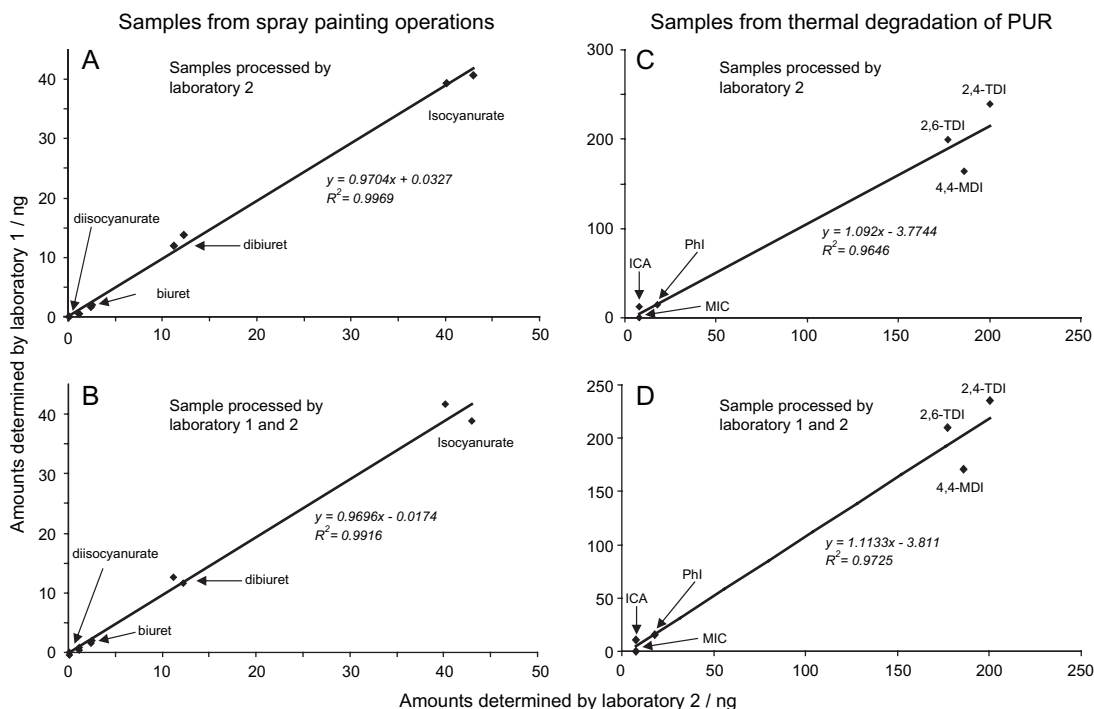 Samples from spray painting operations
Samples from thermal degradation of PUR
Amounts determined by laboratory 1 / ng
A
Samples processed by
laboratory 2
Isocyanurate
y = 0.9704x + 0.0327
R2 = 0.9969
diisocyanurate
dibiuret
biuret
40
30
20
10
0
0
10
20
30
40
50
C
Samples processed by
laboratory 2
2,4-TDI
2,6-TDI
4,4-MDI
y = 1.092x - 3.7744
R2 = 0.9646
PhI
ICA
MIC
300
200
100
0
0
50
100
150
200
250
B
Sample processed by
laboratory 1 and 2
Isocyanurate
y = 0.9696x - 0.0174
R2 = 0.9916
diisocyanurate
dibiuret
biuret
40
30
20
10
0
0
10
20
30
40
50
D
Sample processed by
laboratory 1 and 2
2,4-TDI
2,6-TDI
4,4-MDI
y = 1.1133x - 3.811
R2 = 0.9725
PhI
ICA
MIC
250
200
150
100
50
0
0
50
100
150
200
250
Amounts determined by laboratory 2 / ng